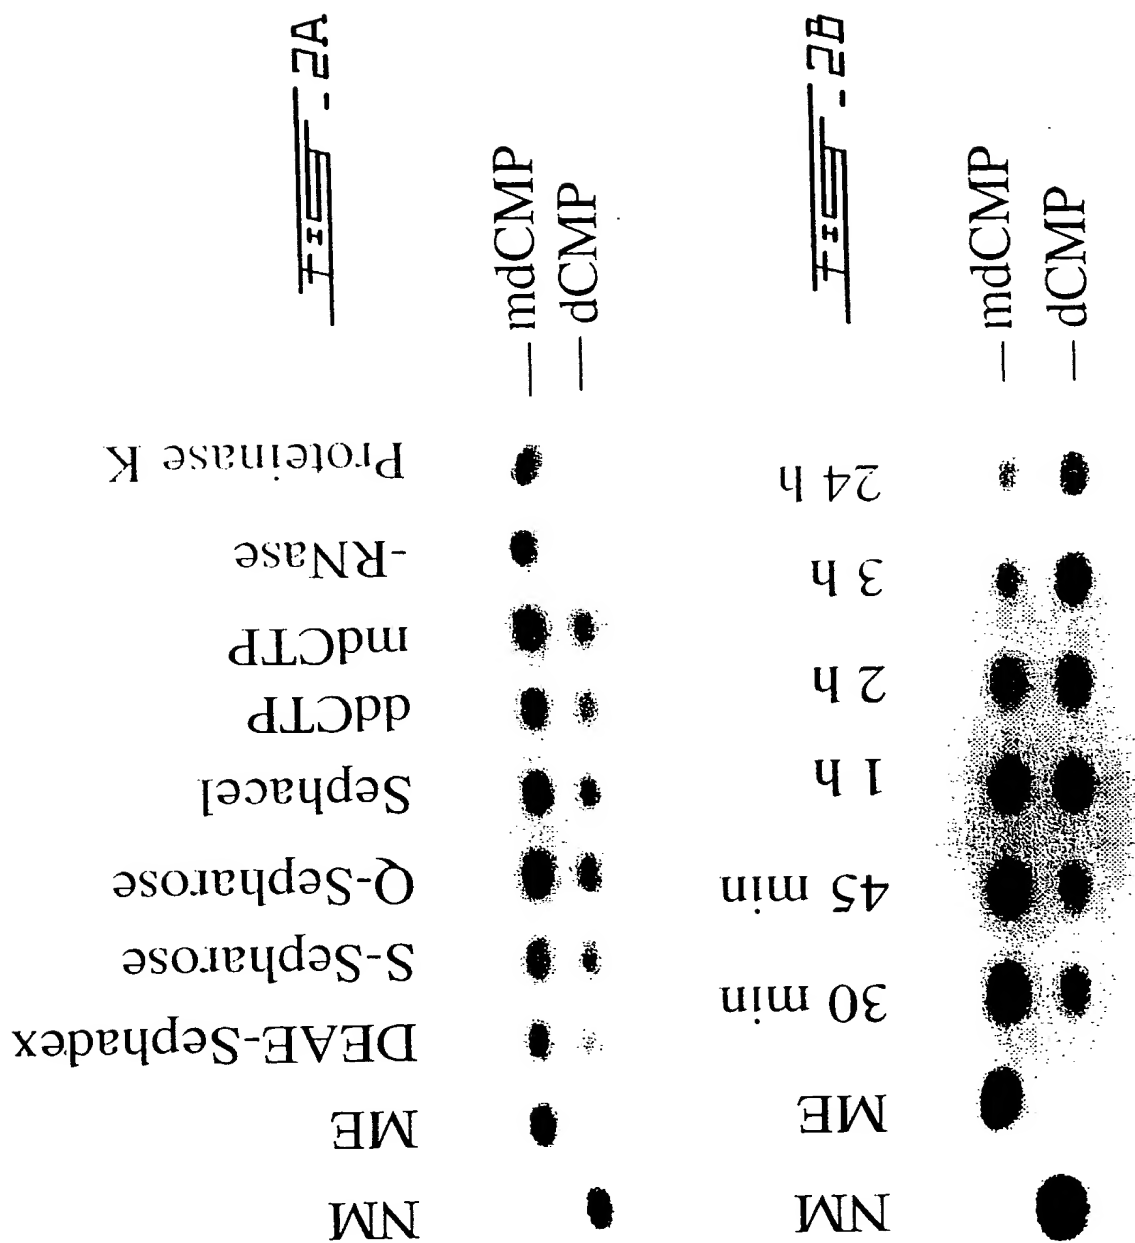 Fig-2A
NM
ME
DEAE-Sephadex
S-Sepharose
Q-Sepharose
Sephacel
ddCTP
mdCTP
-RNase
Proteinase K
mdCMP
dCMP
Fig-2B
NM
ME
30 min
45 min
1 h
2 h
3 h
24 h
mdCMP
dCMP